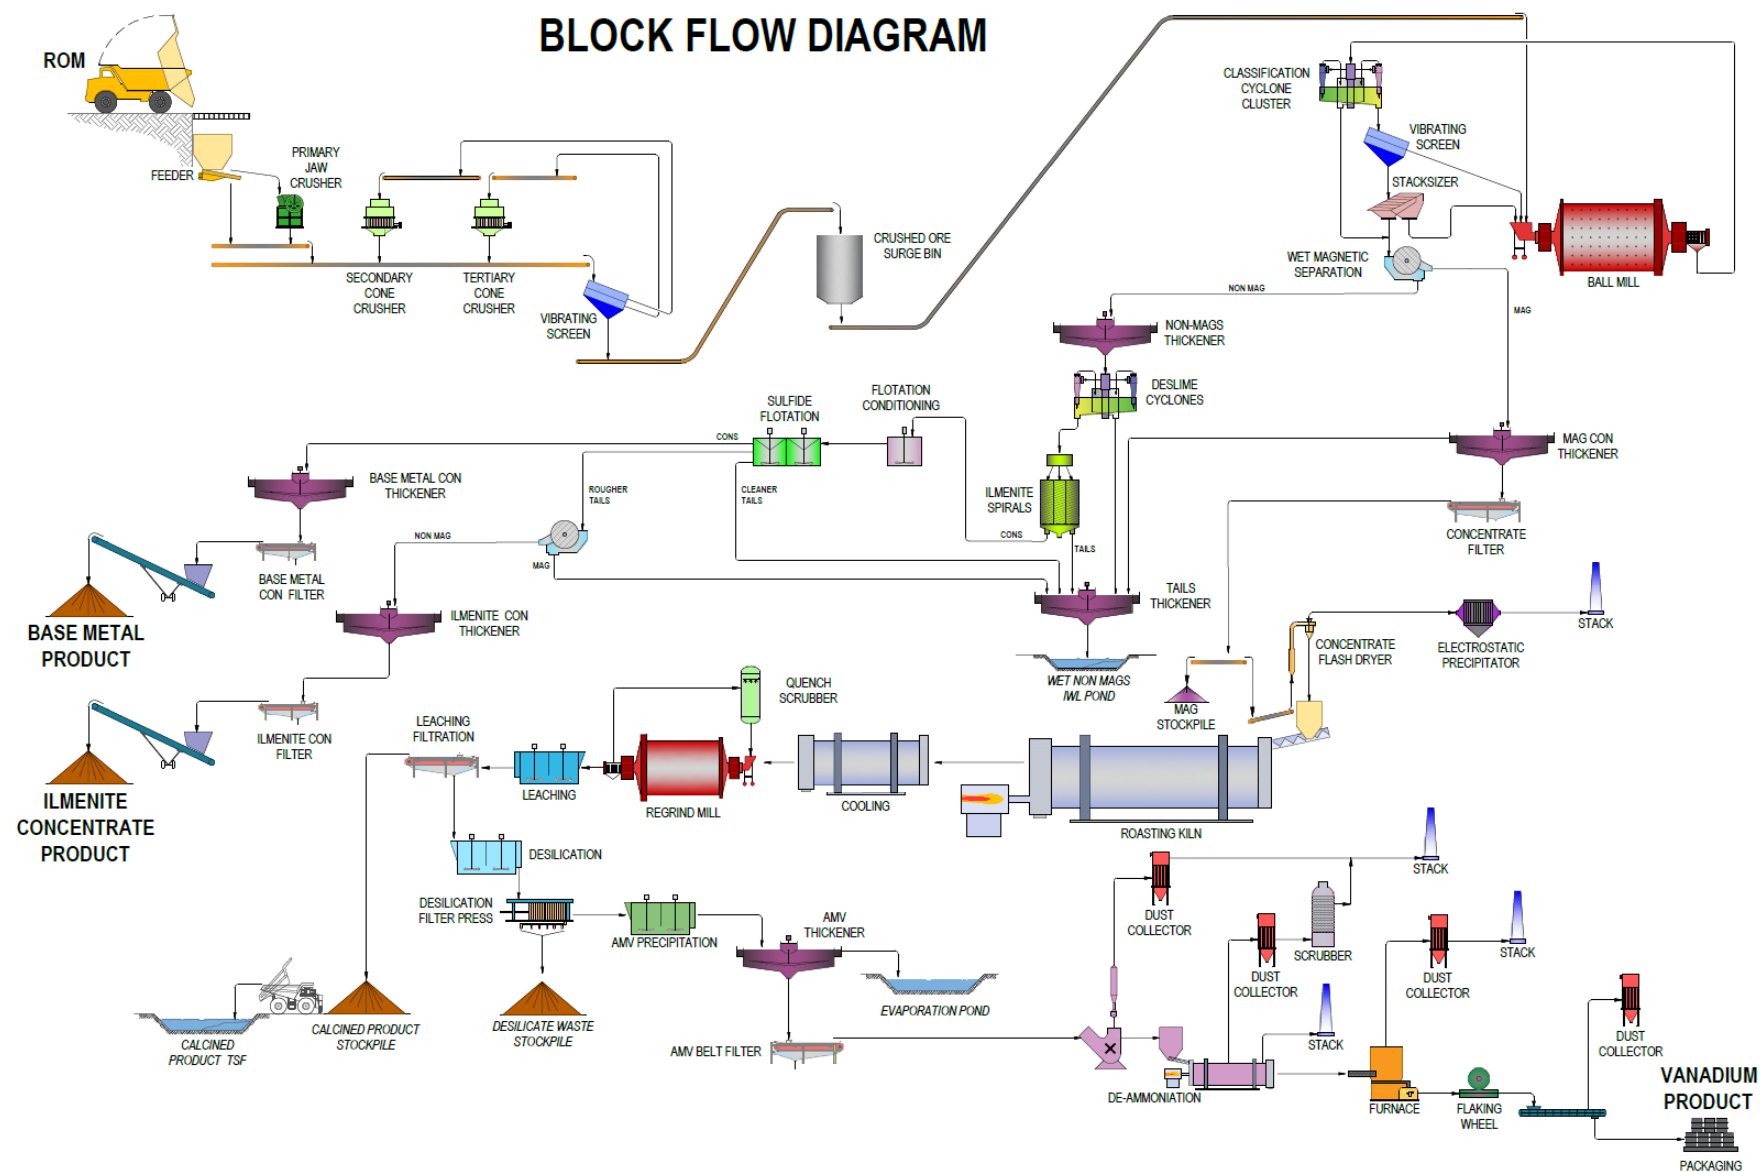 BLOCK FLOW DIAGRAM
ROM
FEEDER
PRIMARY
JAW
CRUSHER
SECONDARY
CONE
CRUSHER
TERTIARY
CONE
CRUSHER
VIBRATING
SCREEN
CRUSHED ORE
SURGE BIN
CLASSIFICATION
CYCLONE
CLUSTER
VIBRATING
SCREEN
STACKSIZER
WET MAGNETIC
SEPARATION
BALL MILL
NON MAG
MAG
NON-MAGS
THICKENER
DESLIME
CYCLONES
FLOTATION
CONDITIONING
SULFIDE
FLOTATION
CONS
ROUGHER
TAILS
CLEANER
TAILS
ILMENITE
SPIRALS
CONS
TAILS
MAG CON
THICKENER
CONCENTRATE
FILTER
BASE METAL CON
THICKENER
BASE METAL
CON FILTER
BASE METAL
PRODUCT
NON MAG
MAG
ILMENITE CON
THICKENER
TAILS
THICKENER
WET NON MAGS
IWL POND
MAG
STOCKPILE
CONCENTRATE
FLASH DRYER
ELECTROSTATIC
PRECIPITATOR
STACK
ILMENITE CON
FILTER
ILMENITE
CONCENTRATE
PRODUCT
LEACHING
FILTRATION
LEACHING
QUENCH
SCRUBBER
REGRIND MILL
COOLING
ROASTING KILN
DESILICATION
DESILICATION
FILTER PRESS
AMV PRECIPITATION
AMV
THICKENER
EVAPORATION POND
CALCINED
PRODUCT TSF
CALCINED PRODUCT
STOCKPILE
DESILICATE WASTE
STOCKPILE
AMV BELT FILTER
DUST
COLLECTOR
STACK
DUST
COLLECTOR
SCRUBBER
STACK
DUST
COLLECTOR
STACK
DE-AMMONIATION
FURNACE
FLAKING
WHEEL
DUST
COLLECTOR
VANADIUM
PRODUCT
PACKAGING